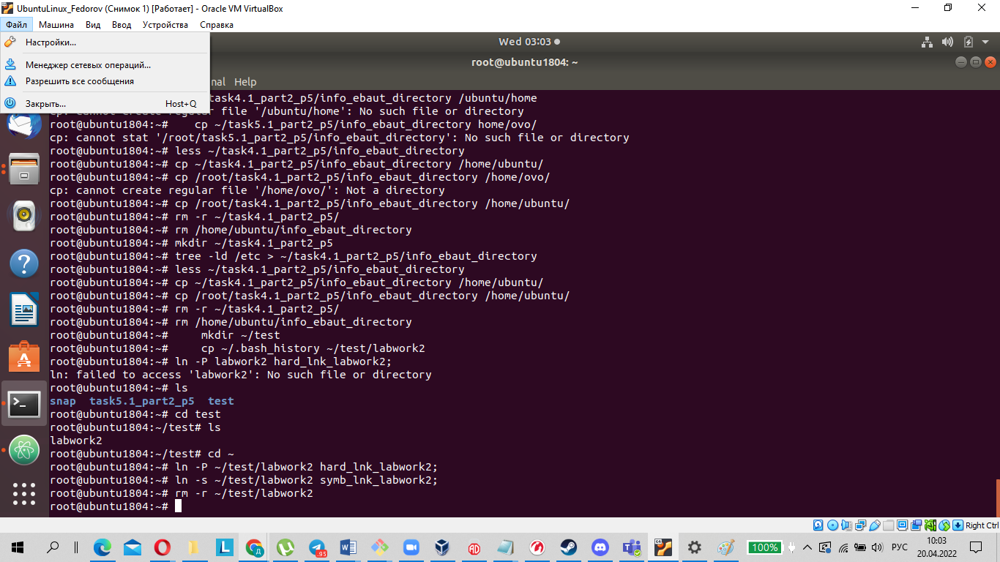 UbuntuLinux_Fedorov (Снимок 1) [Работает] - Oracle VM VirtualBox
Файл Машина Вид Ввод Устройства Справка
Настройки...
Менеджер сетевых операций...
Разрешить все сообщения
Закрыть... Host+Q
Wed 03:03
root@ubuntu1804: ~
nal Help
task4.1_part2_p5/info_ebaut_directory /ubuntu/home
cp: cannot create regular file '/ubuntu/home': No such file or directory
root@ubuntu1804:~# cp ~/task5.1_part2_p5/info_ebaut_directory home/ovo/
cp: cannot stat '/root/task5.1_part2_p5/info_ebaut_directory': No such file or directory
root@ubuntu1804:~# less ~/task4.1_part2_p5/info_ebaut_directory
root@ubuntu1804:~# cp ~/task4.1_part2_p5/info_ebaut_directory /home/ubuntu/
root@ubuntu1804:~# cp /root/task4.1_part2_p5/info_ebaut_directory /home/ovo/
cp: cannot create regular file '/home/ovo/': Not a directory
root@ubuntu1804:~# cp /root/task4.1_part2_p5/info_ebaut_directory /home/ubuntu/
root@ubuntu1804:~# rm -r ~/task4.1_part2_p5/
root@ubuntu1804:~# rm /home/ubuntu/info_ebaut_directory
root@ubuntu1804:~# mkdir ~/task4.1_part2_p5
root@ubuntu1804:~# tree -ld /etc > ~/task4.1_part2_p5/info_ebaut_directory
root@ubuntu1804:~# less ~/task4.1_part2_p5/info_ebaut_directory
root@ubuntu1804:~# cp ~/task4.1_part2_p5/info_ebaut_directory /home/ubuntu/
root@ubuntu1804:~# cp /root/task4.1_part2_p5/info_ebaut_directory /home/ubuntu/
root@ubuntu1804:~# rm -r ~/task4.1_part2_p5/
root@ubuntu1804:~# rm /home/ubuntu/info_ebaut_directory
root@ubuntu1804:~# mkdir ~/test
root@ubuntu1804:~# cp ~/.bash_history ~/test/labwork2
root@ubuntu1804:~# ln -P labwork2 hard_lnk_labwork2;
ln: failed to access 'labwork2': No such file or directory
root@ubuntu1804:~# ls
snap task5.1_part2_p5 test
root@ubuntu1804:~# cd test
root@ubuntu1804:~/test# ls
labwork2
root@ubuntu1804:~/test# cd ~
root@ubuntu1804:~# ln -P ~/test/labwork2 hard_lnk_labwork2;
root@ubuntu1804:~# ln -s ~/test/labwork2 symb_lnk_labwork2;
root@ubuntu1804:~# rm -r ~/test/labwork2
root@ubuntu1804:~#
Right Ctrl
100% РУС 10:03
20.04.2022